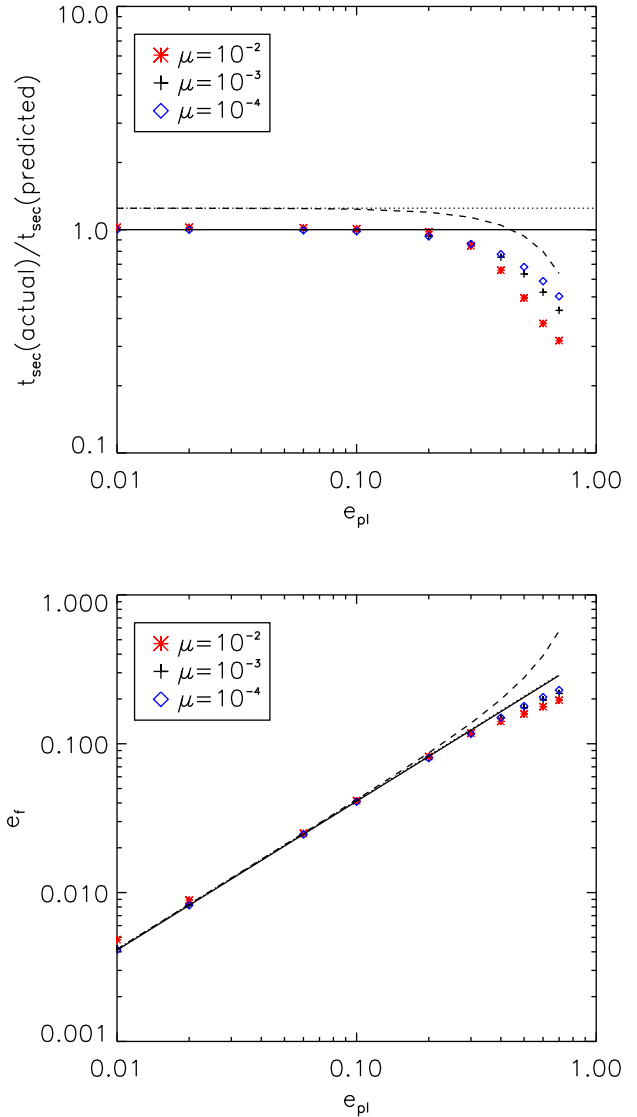 10.0
μ=10⁻²
μ=10⁻³
μ=10⁻⁴
t_sec(actual)/t_sec(predicted)
1.0
0.1
0.01
0.10
1.00
e_pl
1.000
μ=10⁻²
μ=10⁻³
μ=10⁻⁴
0.100
e_f
0.010
0.001
0.01
0.10
1.00
e_pl